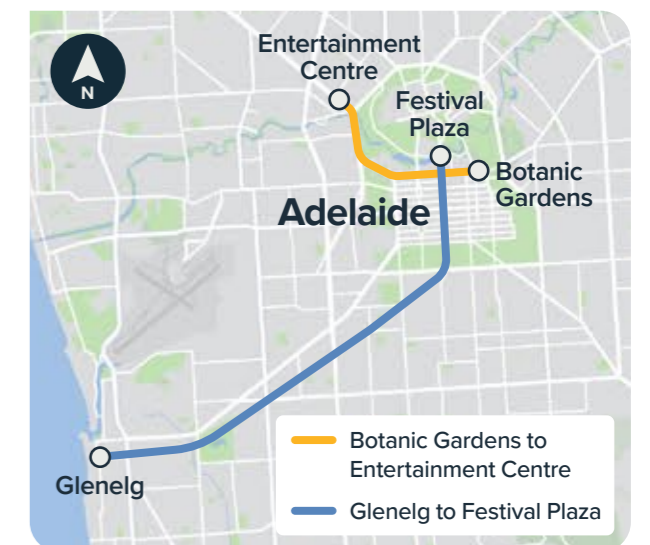 N
Entertainment
Centre
Festival
Plaza
Botanic
Gardens
Adelaide
Glenelg
Botanic Gardens to
Entertainment Centre
Glenelg to Festival Plaza